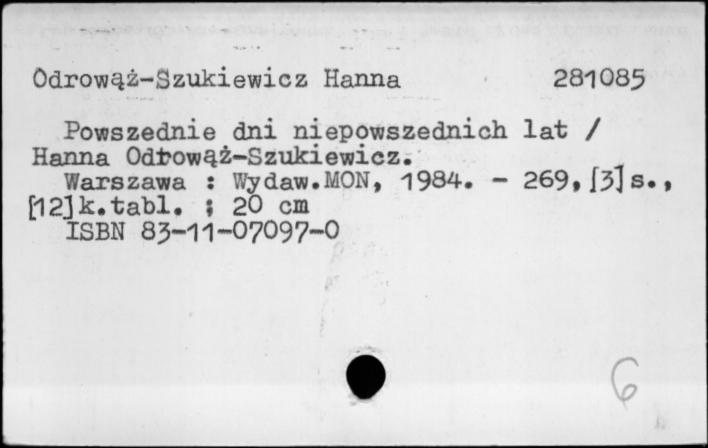 Odrowąż-Szukiewicz Hanna 281085
Powszednie dni niepowszednich lat /
Hanna Odrowąż-Szukiewicz.
Warszawa : Wydaw.MON, 1984. - 269,[3]s.,
[12]k.tabl. ; 20 cm
ISBN 83-11-07097-0
6